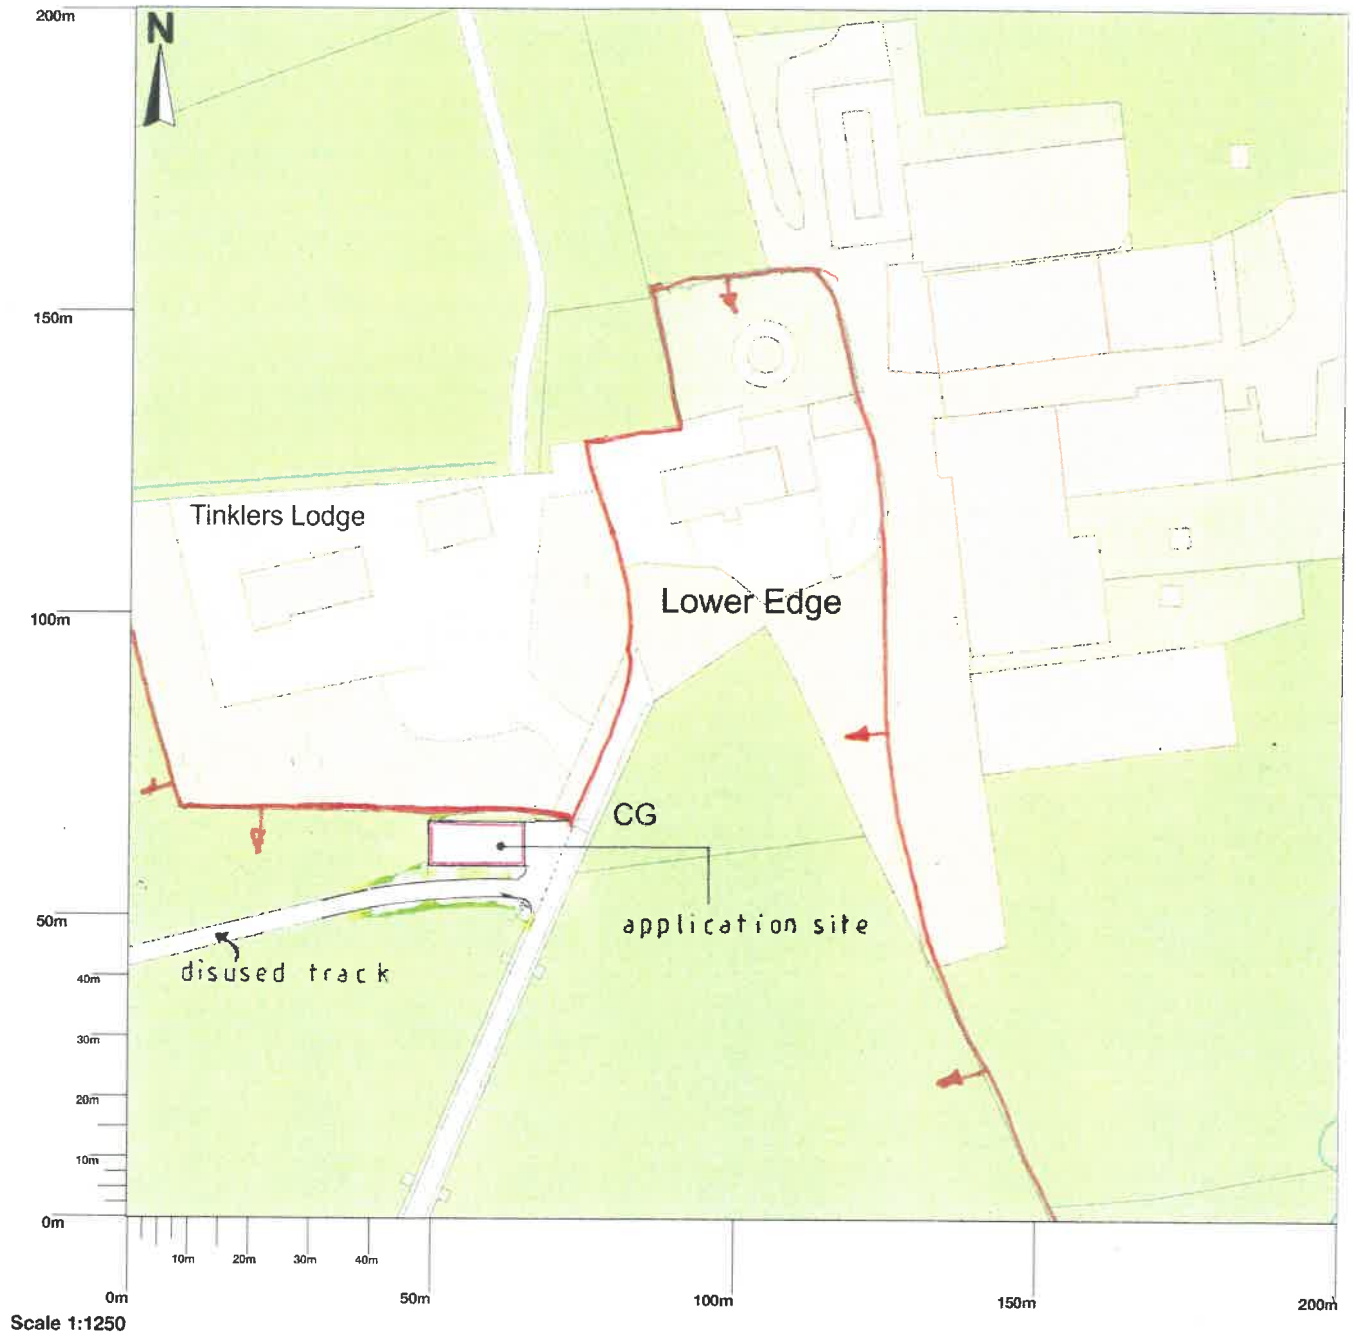 200m
N
150m
Tinklers Lodge
100m
Lower Edge
CG
application site
50m
disused track
40m
30m
20m
10m
0m
10m 20m 30m 40m
0m 50m 100m 150m 200m
Scale 1:1250